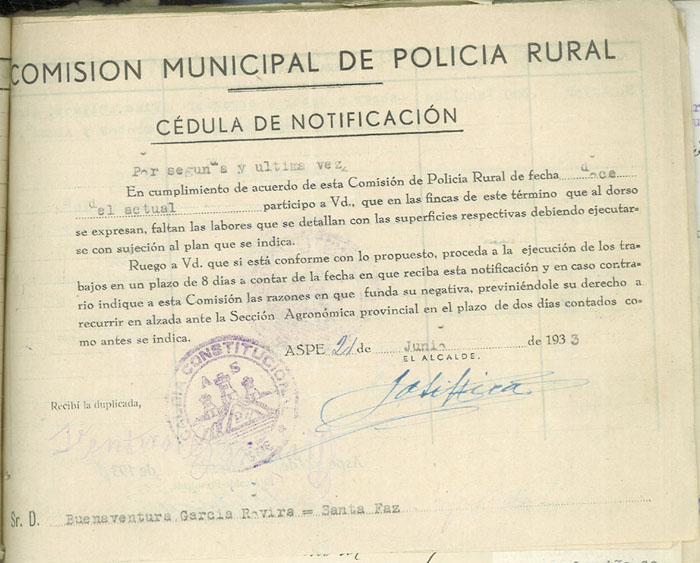 COMISION MUNICIPAL DE POLICIA RURAL
CÉDULA DE NOTIFICACIÓN
Por segunda y ultima vez,
En cumplimiento de acuerdo de esta Comisión de Policia Rural de fecha doce
del actual participo a Vd., que en las fincas de este término que al dorso
se expresan, faltan las labores que se detallan con las superficies respectivas debiendo ejecutar-
se con sujeción al plan que se indica.
Ruego a Vd. que si está conforme con lo propuesto, proceda a la ejecución de los tra-
bajos en un plazo de 8 días a contar de la fecha en que reciba esta notificación y en caso contra-
rio indique a esta Comisión las razones en que funda su negativa, previniéndole su derecho a
recurrir en alzada ante la Sección Agronómica provincial en el plazo de dos días contados co-
mo antes se indica.
ASPE 21 de Junio de 1933
EL ALCALDE.
CONSTITUCIÓN
A S
Recibí la duplicada,
Sr. D. Buenaventura Garcia Rovira = Santa Faz